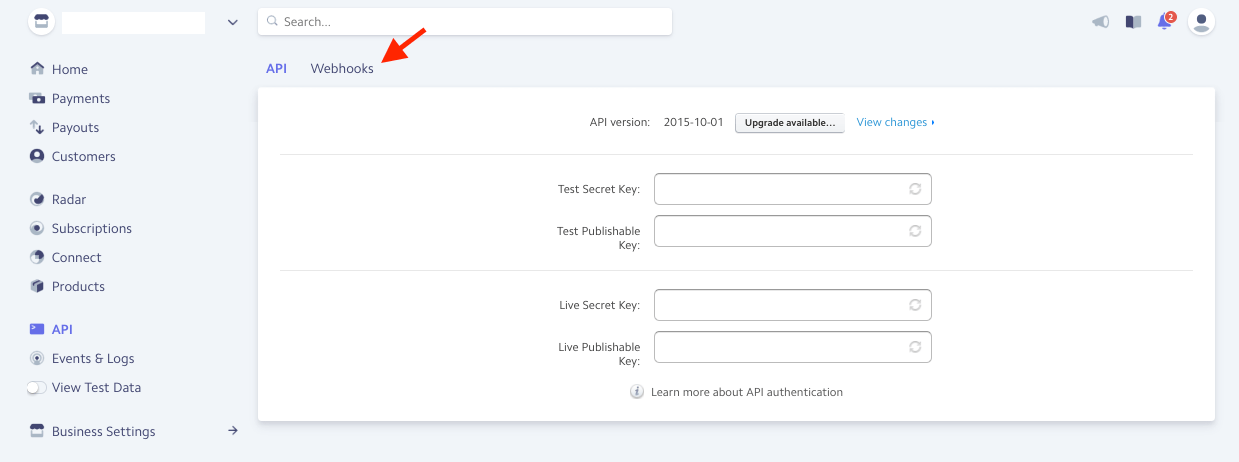 Search...
2
Home
Payments
Payouts
Customers
Radar
Subscriptions
Connect
Products
API
Events & Logs
View Test Data
Business Settings
API Webhooks
API version: 2015-10-01 Upgrade available... View changes
Test Secret Key:
Test Publishable
Key:
Live Secret Key:
Live Publishable
Key:
Learn more about API authentication